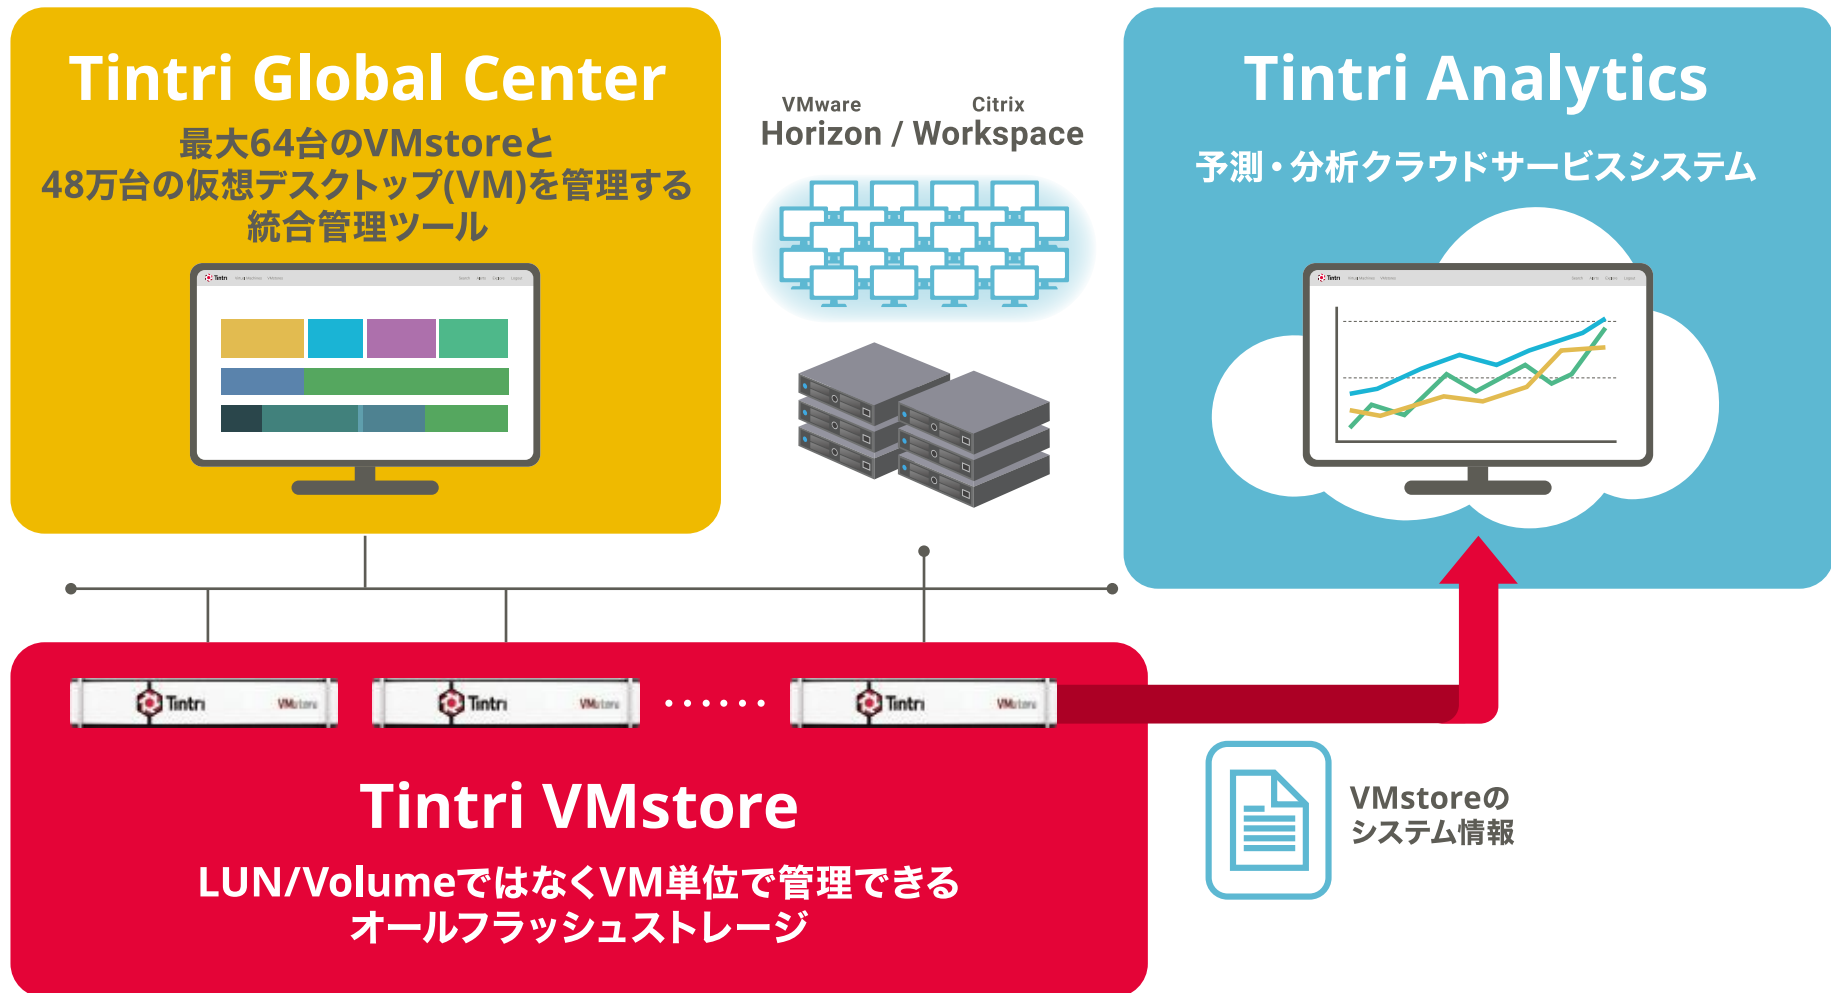 Tintri Global Center
最大64台のVMstoreと
48万台の仮想デスクトップ(VM)を管理する
統合管理ツール
Tintri
VMware Citrix
Horizon / Workspace
Tintri Analytics
予測・分析クラウドサービスシステム
Tintri
Tintri VMstore
Tintri VMstore
Tintri VMstore
Tintri VMstore
LUN/VolumeではなくVM単位で管理できる
オールフラッシュストレージ
VMstoreの
システム情報